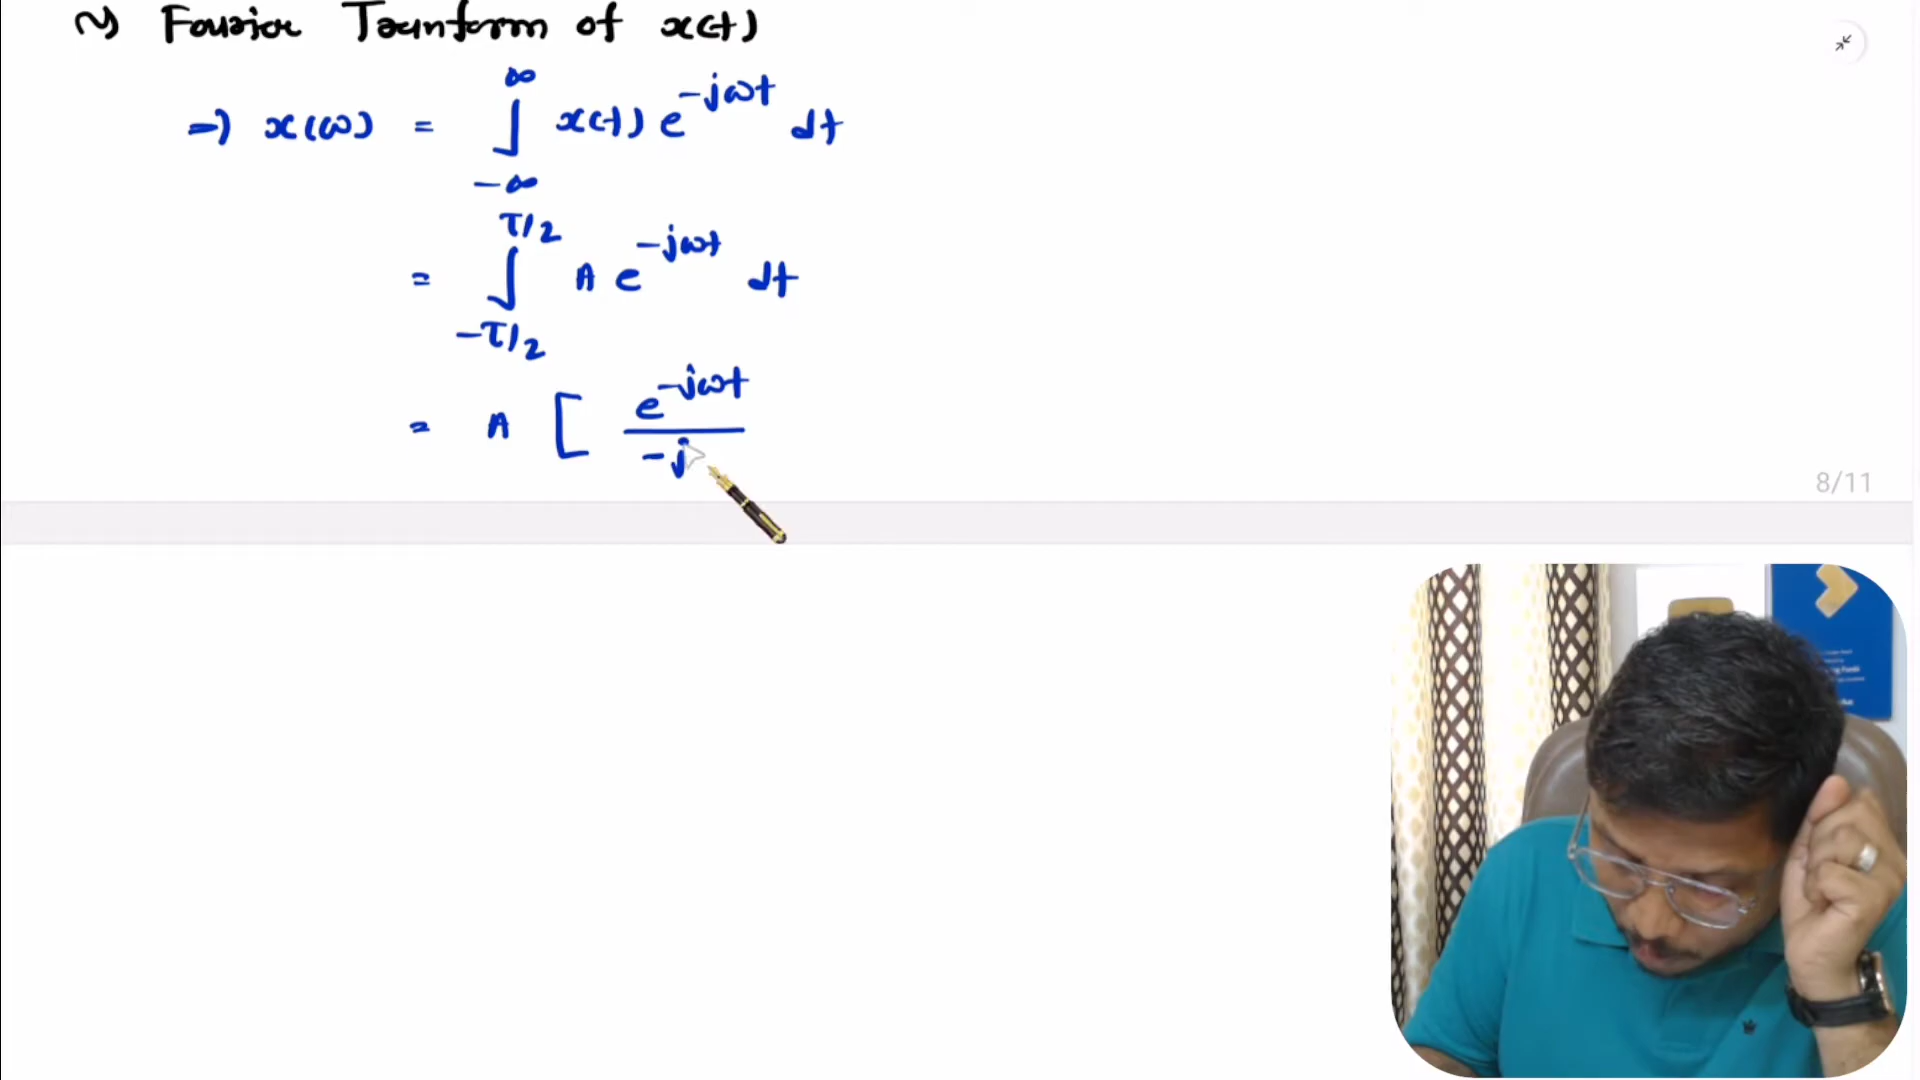 ~) Fourier Transform of x(t)
⇒ x(ω) = ∫_{-∞}^{∞} x(t) e^{-jωt} dt
= ∫_{-τ/2}^{τ/2} A e^{-jωt} dt
= A [ e^{-jωt} / -j
8/11